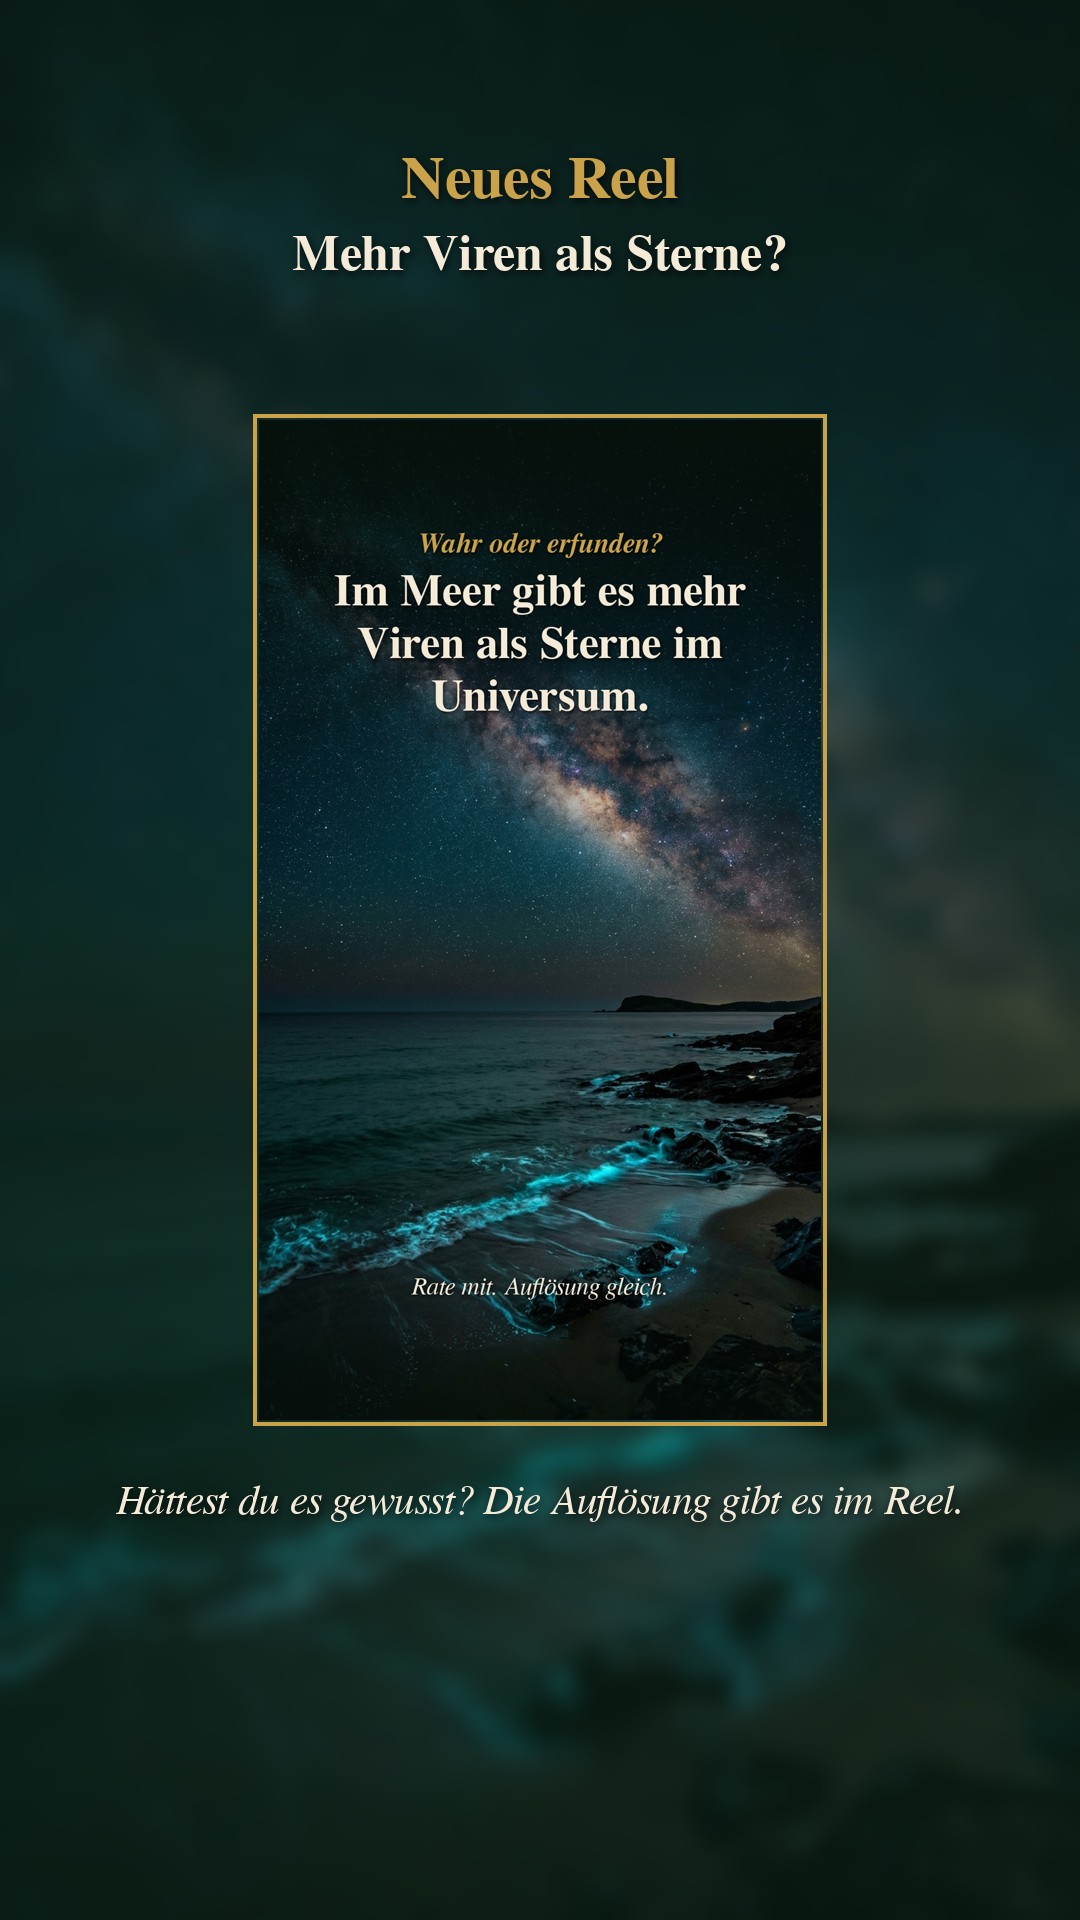 Neues Reel
Mehr Viren als Sterne?
Wahr oder erfunden?
Im Meer gibt es mehr
Viren als Sterne im
Universum.
Rate mit. Auflösung gleich.
Hättest du es gewusst? Die Auflösung gibt es im Reel.